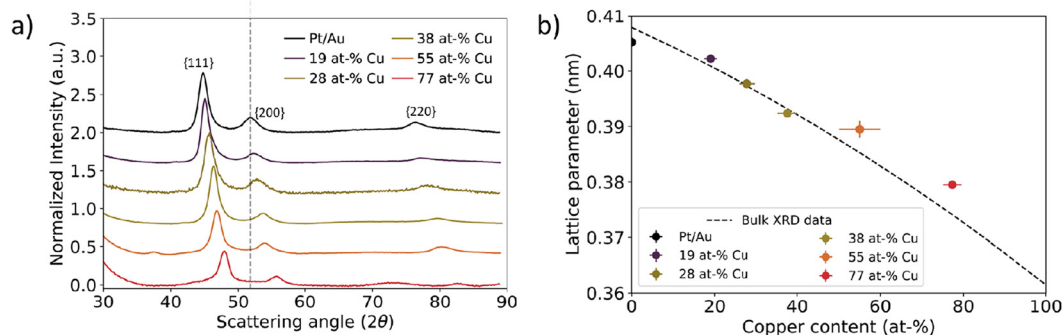 a)
Normalized Intensity (a.u.)
3.5
3.0
2.5
2.0
1.5
1.0
0.5
0.0
Pt/Au
19 at-% Cu
28 at-% Cu
38 at-% Cu
55 at-% Cu
77 at-% Cu
{111}
{200}
{220}
30 40 50 60 70 80 90
Scattering angle (2θ)
b)
Lattice parameter (nm)
0.41
0.40
0.39
0.38
0.37
0.36
Bulk XRD data
Pt/Au
19 at-% Cu
28 at-% Cu
38 at-% Cu
55 at-% Cu
77 at-% Cu
0 20 40 60 80 100
Copper content (at-%)